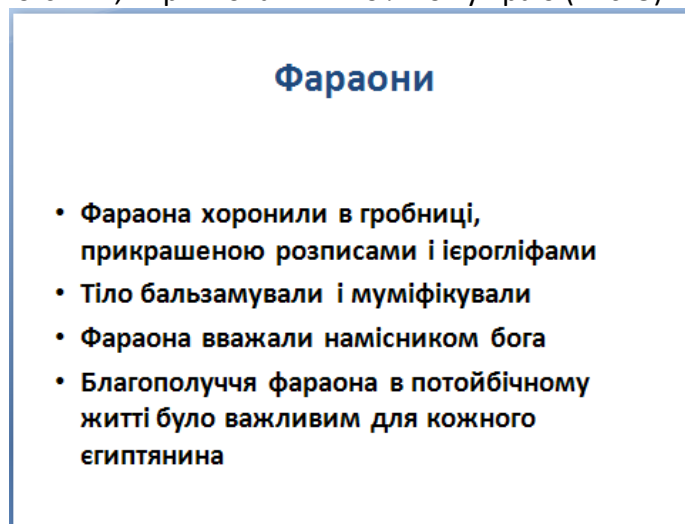 Фараони
• Фараона хоронили в гробниці,
прикрашеною розписами і ієрогліфами
• Тіло бальзамували і муміфікували
• Фараона вважали намісником бога
• Благополуччя фараона в потойбічному
житті було важливим для кожного
єгиптянина